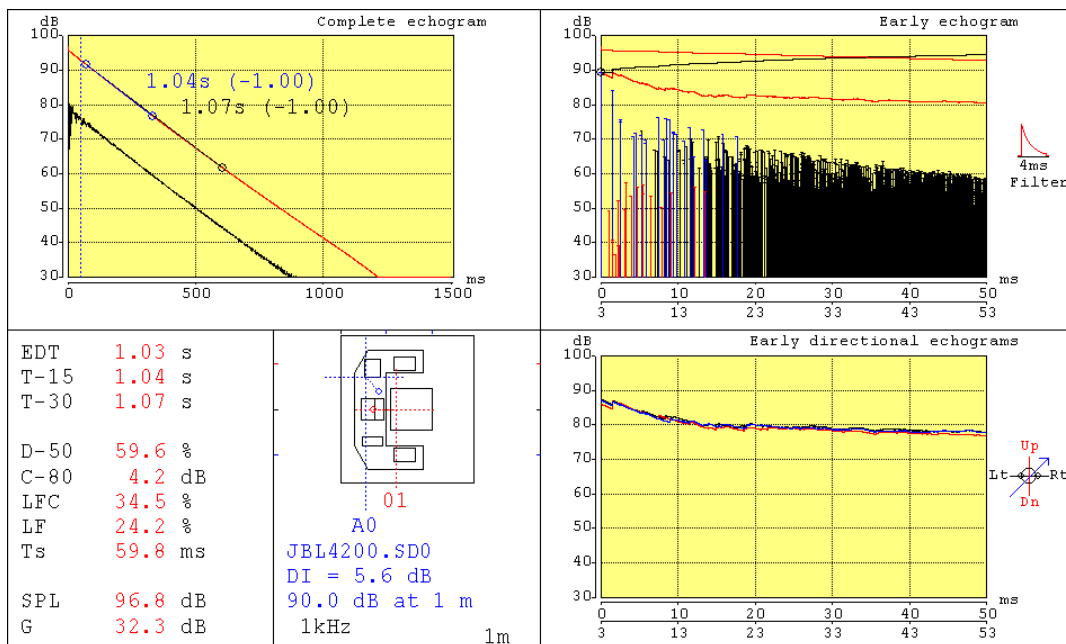 dB Complete echogram
100
90
80
70
60
50
40
30
1.04s (-1.00)
1.07s (-1.00)
ms
0 500 1000 1500
dB Early echogram
100
90
80
70
60
50
40
30
ms
0 10 20 30 40 50
3 13 23 33 43 53
4ms
Filter
EDT 1.03 s
T-15 1.04 s
T-30 1.07 s
D-50 59.6 %
C-80 4.2 dB
LFC 34.5 %
LF 24.2 %
Ts 59.8 ms
SPL 96.8 dB
G 32.3 dB
01
A0
JBL4200.SD0
DI = 5.6 dB
90.0 dB at 1 m
1kHz
1m
dB Early directional echograms
100
90
80
70
60
50
40
30
ms
0 10 20 30 40 50
3 13 23 33 43 53
Up
Lt Rt
Dn